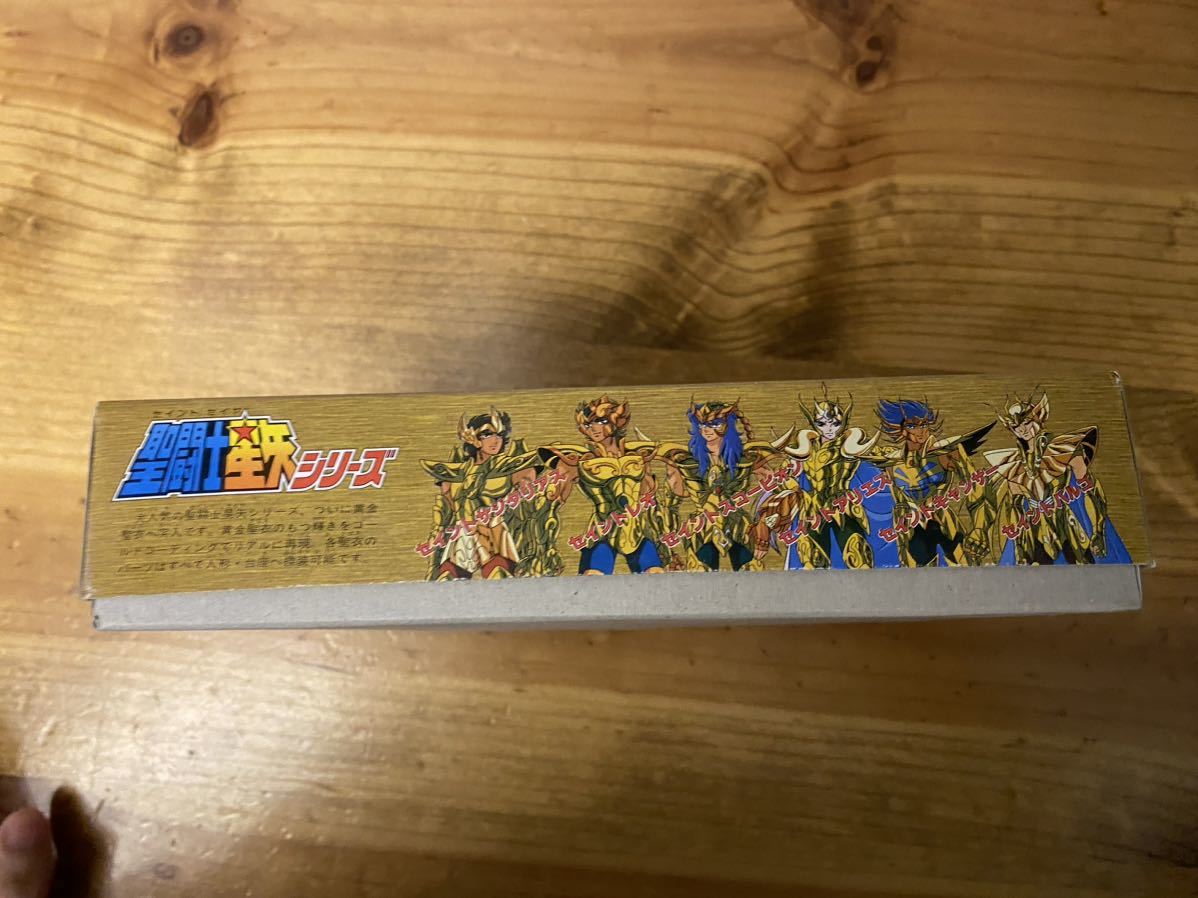 セイント セイヤ
聖闘士星矢シリーズ
大人気の聖闘士星矢シリーズ、ついに黄金
聖衣へ突入です。黄金聖衣のもつ輝きをゴー
ルドコーティングでリアルに再現。各聖衣の
パーツはすべて人形・台座へ換装可能です。
セイントサジタリアス
セイントレオ
セイントスコーピオン
セイントアリエス
セイントキャンサー
セイントバルゴ